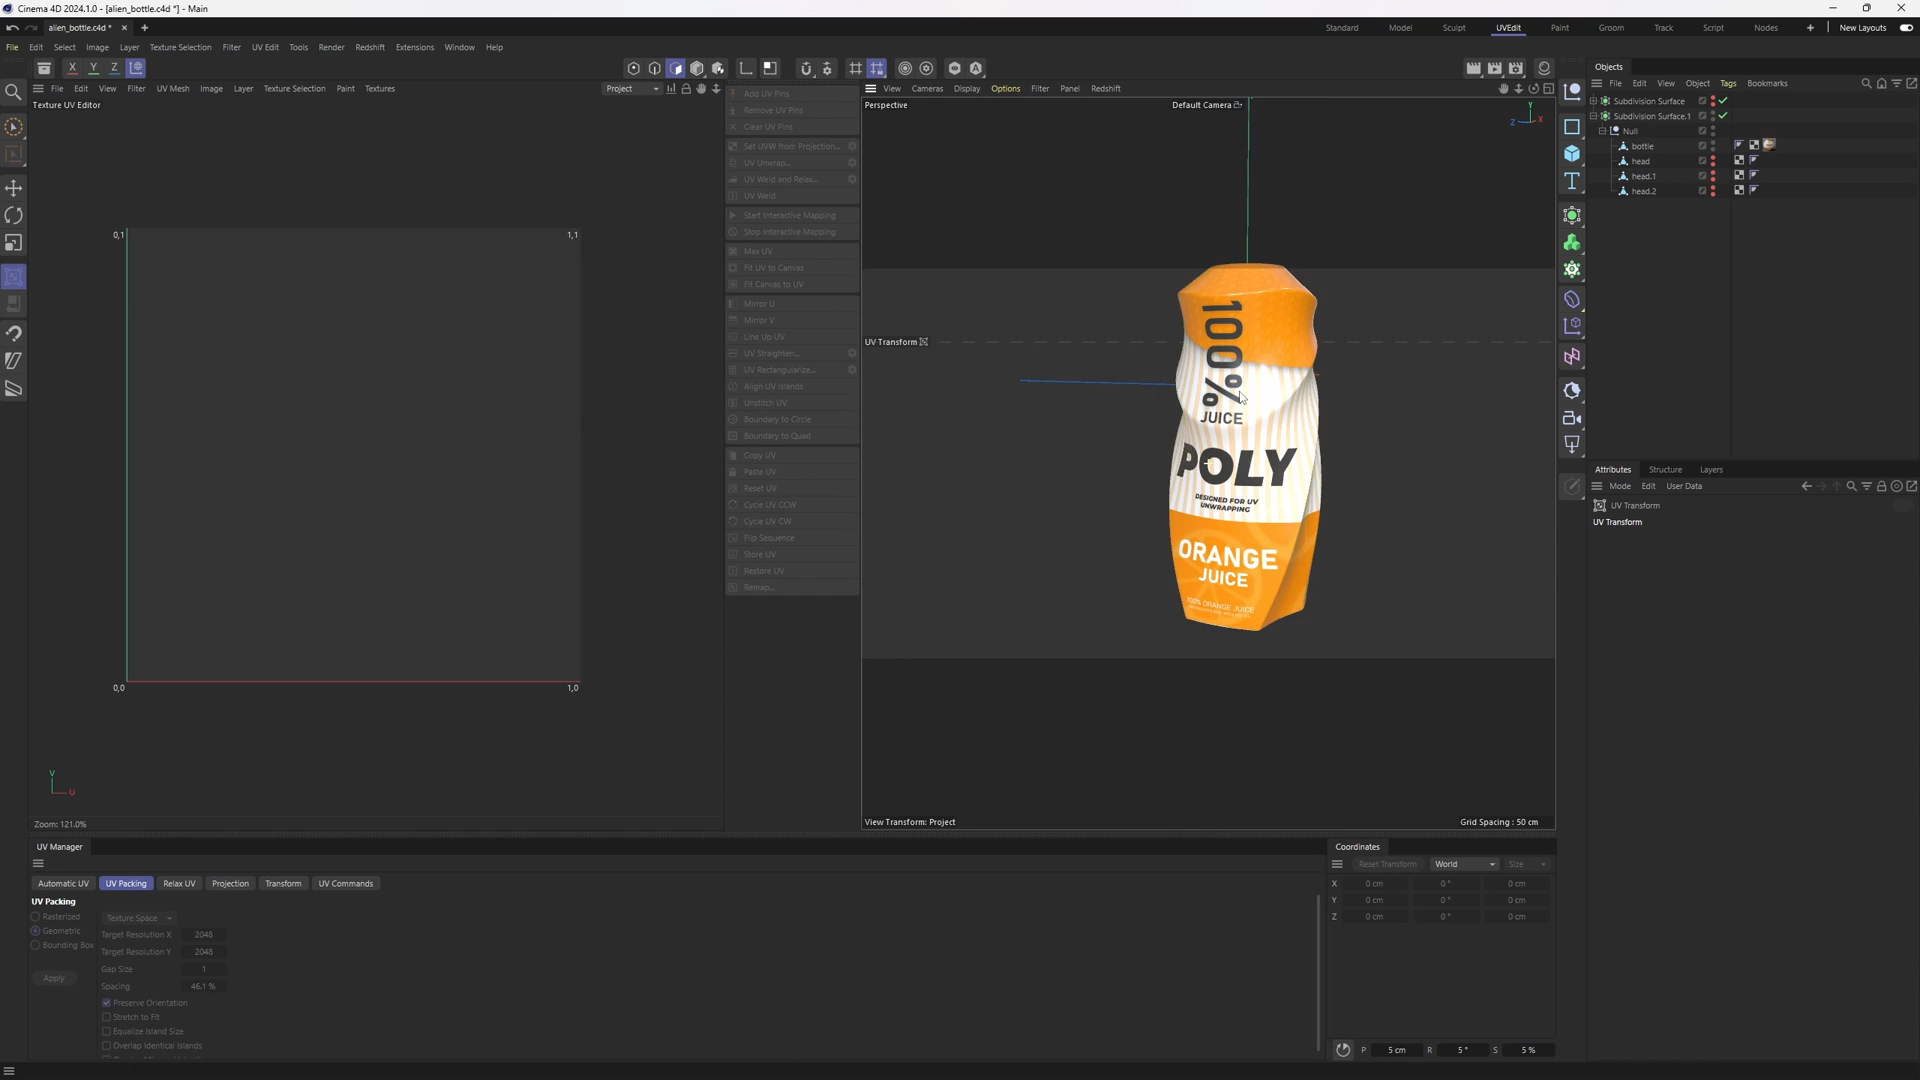 Cinema 4D 2024.1.0 - [alien_bottle.c4d *] - Main
alien_bottle.c4d *
Standard Model Sculpt UVEdit Paint Groom Track Script Nodes New Layouts
File Edit Select Image Layer Texture Selection Filter UV Edit Tools Render Redshift Extensions Window Help
X Y Z
File Edit View Filter UV Mesh Image Layer Texture Selection Paint Textures Project
Texture UV Editor
0,1
1,1
0,0
1,0
V
U
Zoom: 121.0%
Add UV Pins
Remove UV Pins
Clear UV Pins
Set UVW from Projection...
UV Unwrap...
UV Weld and Relax...
UV Weld
Start Interactive Mapping
Stop Interactive Mapping
Max UV
Fit UV to Canvas
Fit Canvas to UV
Mirror U
Mirror V
Line Up UV
UV Straighten...
UV Rectangularize...
Align UV Islands
Unstitch UV
Boundary to Circle
Boundary to Quad
Copy UV
Paste UV
Reset UV
Cycle UV CCW
Cycle UV CW
Flip Sequence
Store UV
Restore UV
Remap...
View Cameras Display Options Filter Panel Redshift
Perspective
Default Camera
Y
Z
X
UV Transform
100%
JUICE
POLY
DESIGNED FOR UV
UNWRAPPING
ORANGE
JUICE
100% ORANGE JUICE
View Transform: Project
Grid Spacing : 50 cm
Objects
File Edit View Object Tags Bookmarks
Subdivision Surface
Subdivision Surface.1
Null
bottle
head
head.1
head.2
Attributes Structure Layers
Mode Edit User Data
UV Transform
UV Transform
UV Manager
Automatic UV UV Packing Relax UV Projection Transform UV Commands
UV Packing
Rasterized
Geometric
Bounding Box
Apply
Texture Space
Target Resolution X 2048
Target Resolution Y 2048
Gap Size 1
Spacing 46.1 %
Preserve Orientation
Stretch to Fit
Equalize Island Size
Overlap Identical Islands
Coordinates
Reset Transform World Size
X 0 cm 0 ° 0 cm
Y 0 cm 0 ° 0 cm
Z 0 cm 0 ° 0 cm
P 5 cm R 5 ° S 5 %